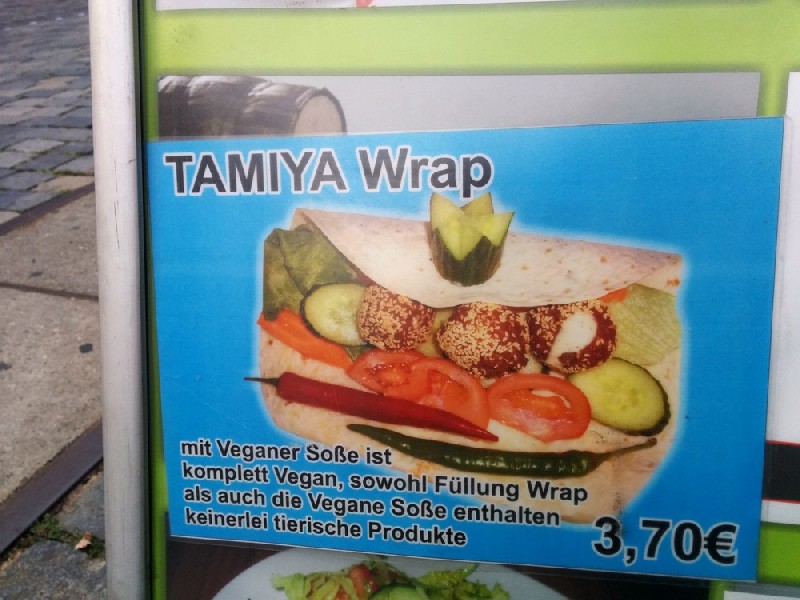 TAMIYA Wrap
mit Veganer Soße ist
komplett Vegan, sowohl Füllung Wrap
als auch die Vegane Soße enthalten
keinerlei tierische Produkte
3,70€